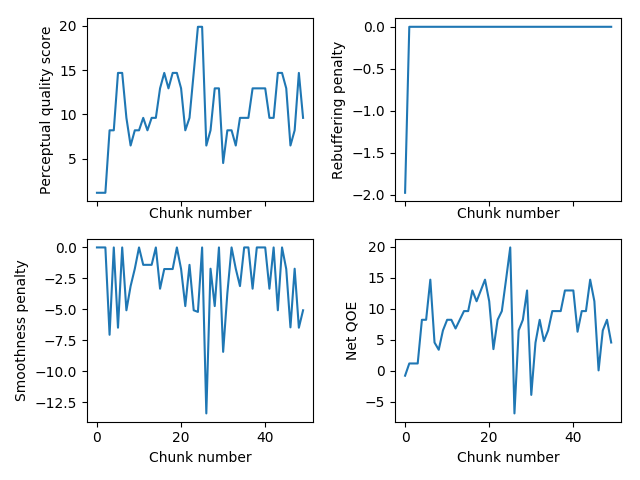 Perceptual quality score
20
15
10
5
Chunk number
Rebuffering penalty
0.0
−0.5
−1.0
−1.5
−2.0
Chunk number
Smoothness penalty
0.0
−2.5
−5.0
−7.5
−10.0
−12.5
0 20 40
Chunk number
Net QOE
20
15
10
5
0
−5
0 20 40
Chunk number